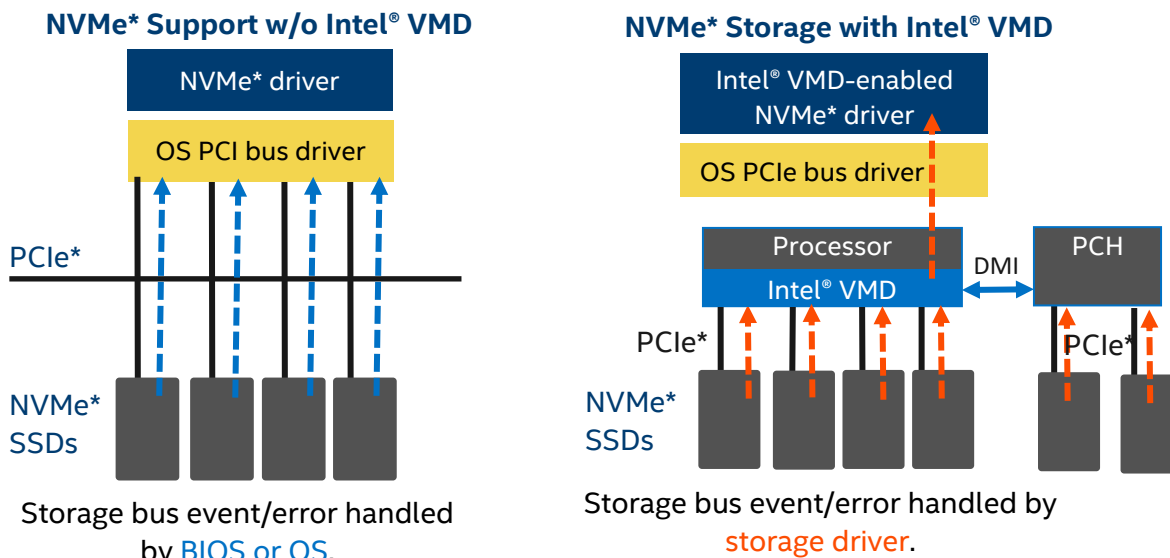 NVMe* Support w/o Intel® VMD
NVMe* driver
OS PCI bus driver
PCIe*
NVMe*
SSDs
Storage bus event/error handled
by BIOS or OS.
NVMe* Storage with Intel® VMD
Intel® VMD-enabled
NVMe* driver
OS PCIe bus driver
Processor
Intel® VMD
DMI
PCH
PCIe*
PCIe*
NVMe*
SSDs
Storage bus event/error handled by
storage driver.